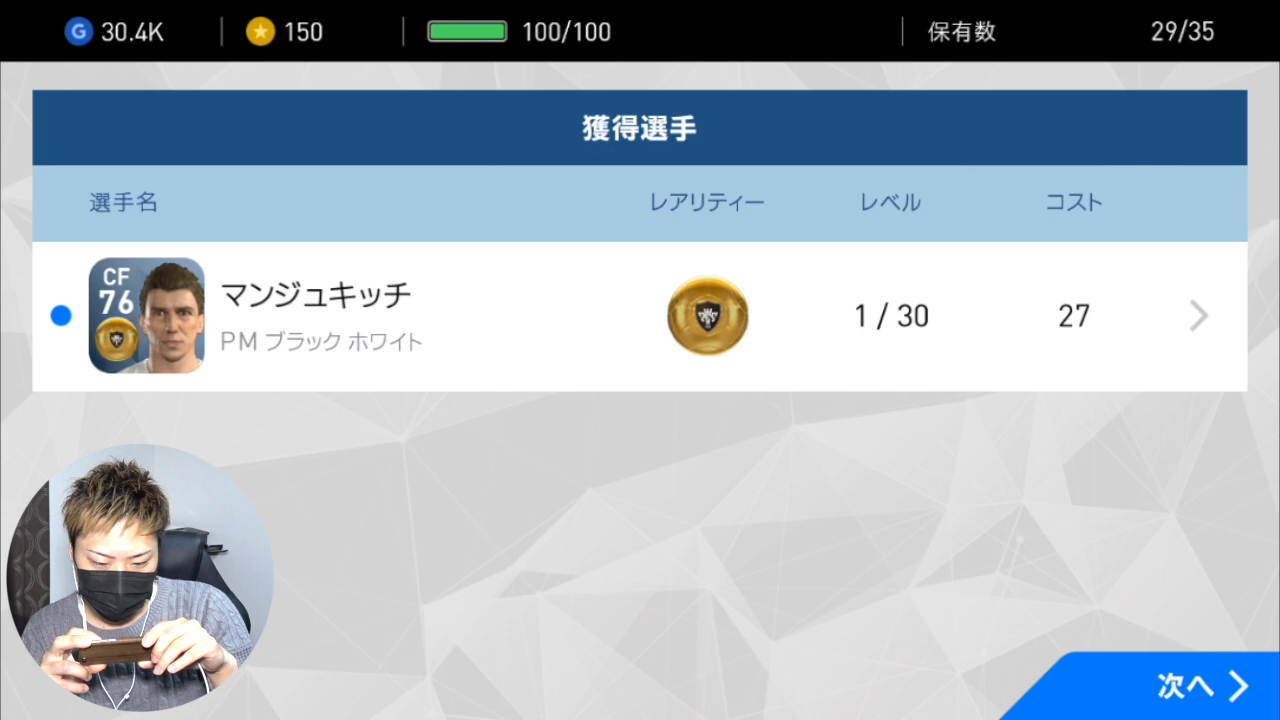 G 30.4K 150 100/100 保有数 29/35
獲得選手
選手名 レアリティー レベル コスト
CF
76
マンジュキッチ
PM ブラック ホワイト
1 / 30 27
次へ